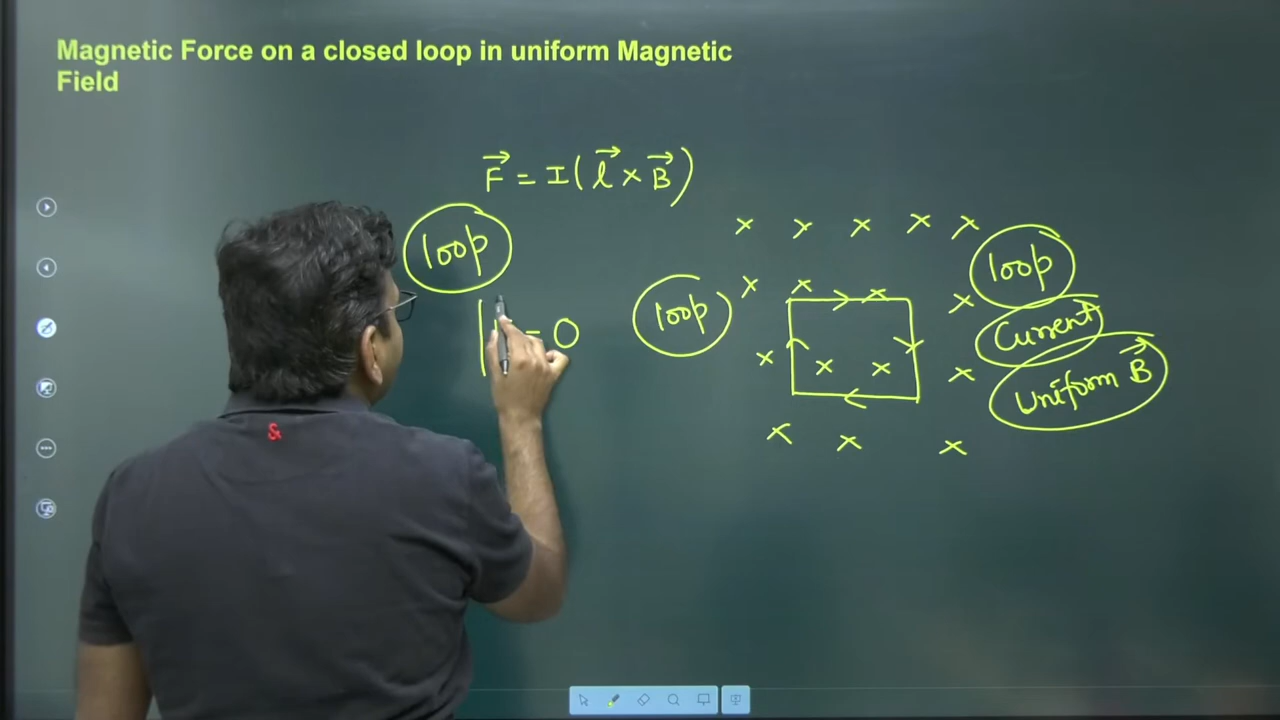 Magnetic Force on a closed loop in uniform Magnetic
Field
F⃗ = I(l⃗ × B⃗)
loop
= 0
loop
loop
Current
Uniform B⃗
× × × × ×
× × × ×
× × × ×
× × ×
&